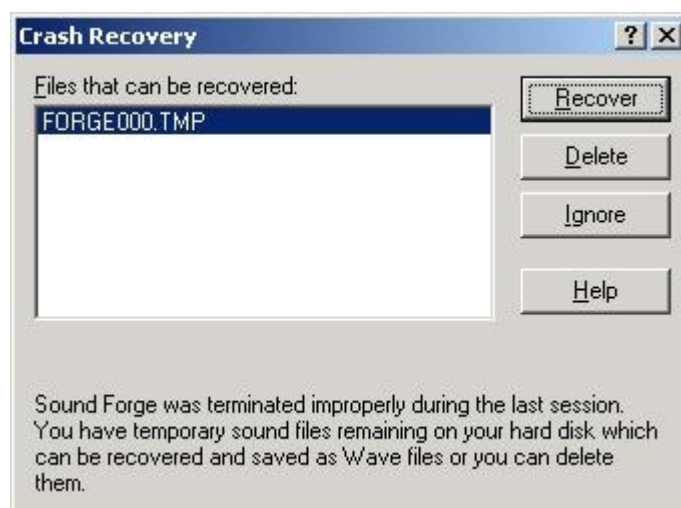 Crash Recovery
Files that can be recovered:
FORGE000.TMP
Recover
Delete
Ignore
Help
Sound Forge was terminated improperly during the last session.
You have temporary sound files remaining on your hard disk which
can be recovered and saved as Wave files or you can delete
them.